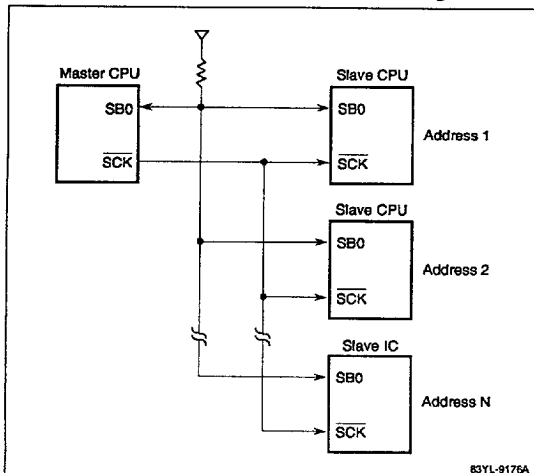 Master CPU
SB0
SCK
Slave CPU
SB0
SCK
Address 1
Slave CPU
SB0
SCK
Address 2
Slave IC
SB0
SCK
Address N
83YL-9176A